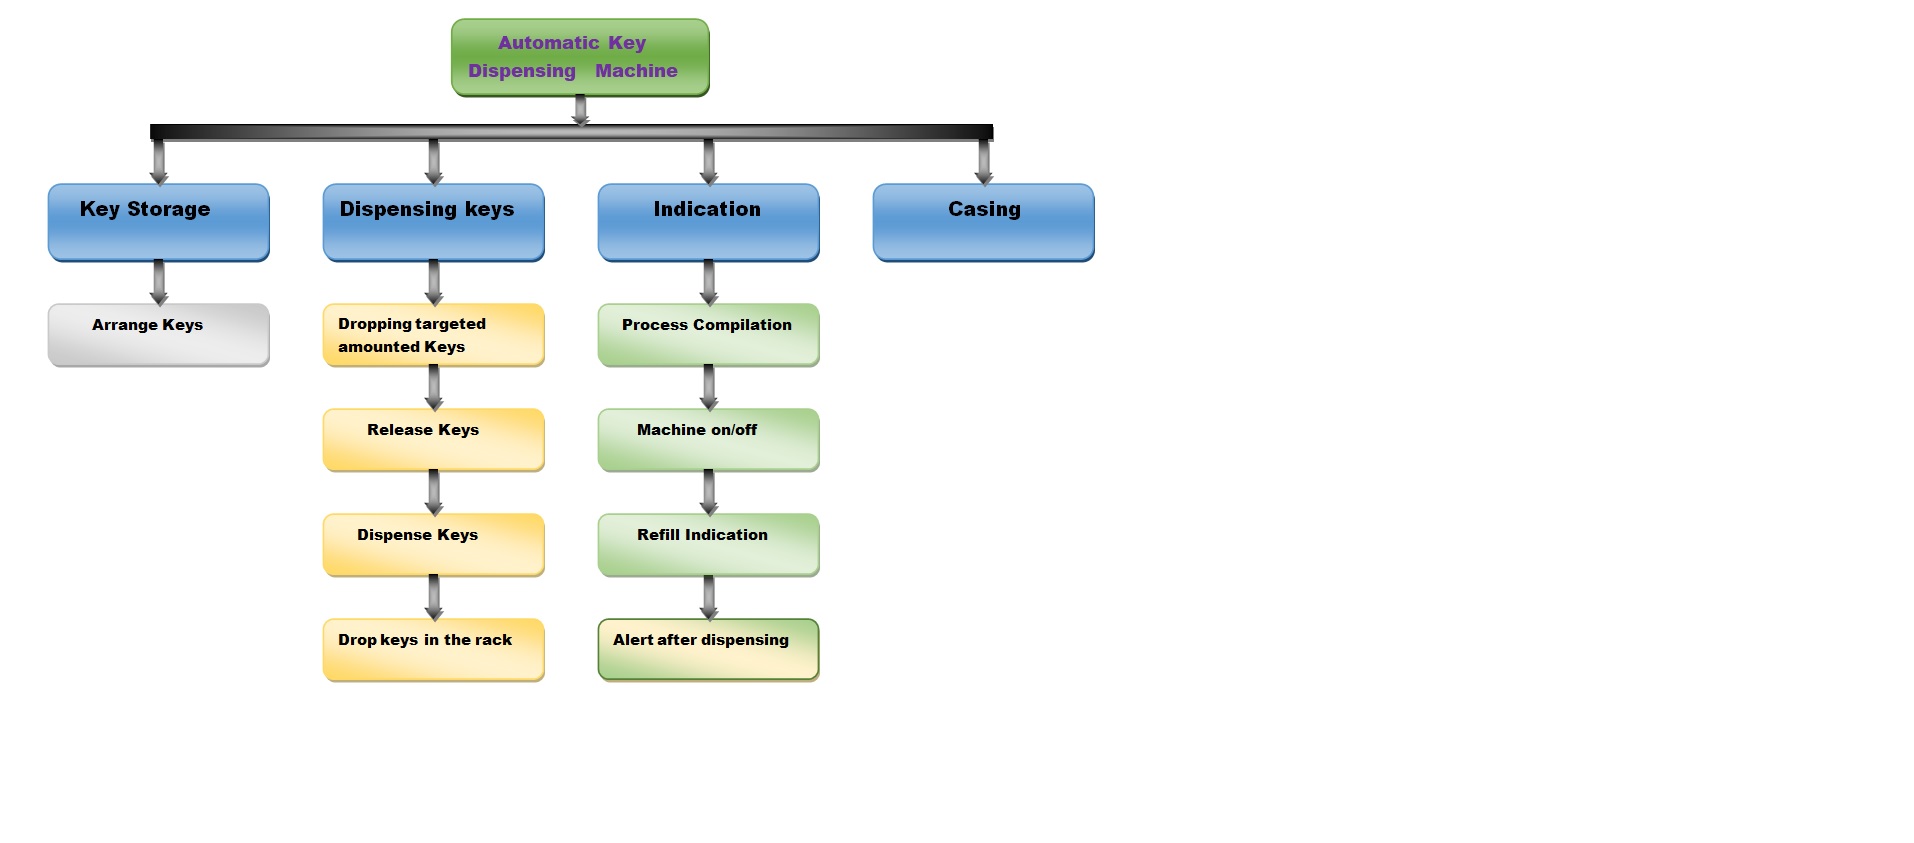 Automatic Key
Dispensing Machine
Key Storage
Dispensing keys
Indication
Casing
Arrange Keys
Dropping targeted
amounted Keys
Process Compilation
Release Keys
Machine on/off
Dispense Keys
Refill Indication
Drop keys in the rack
Alert after dispensing